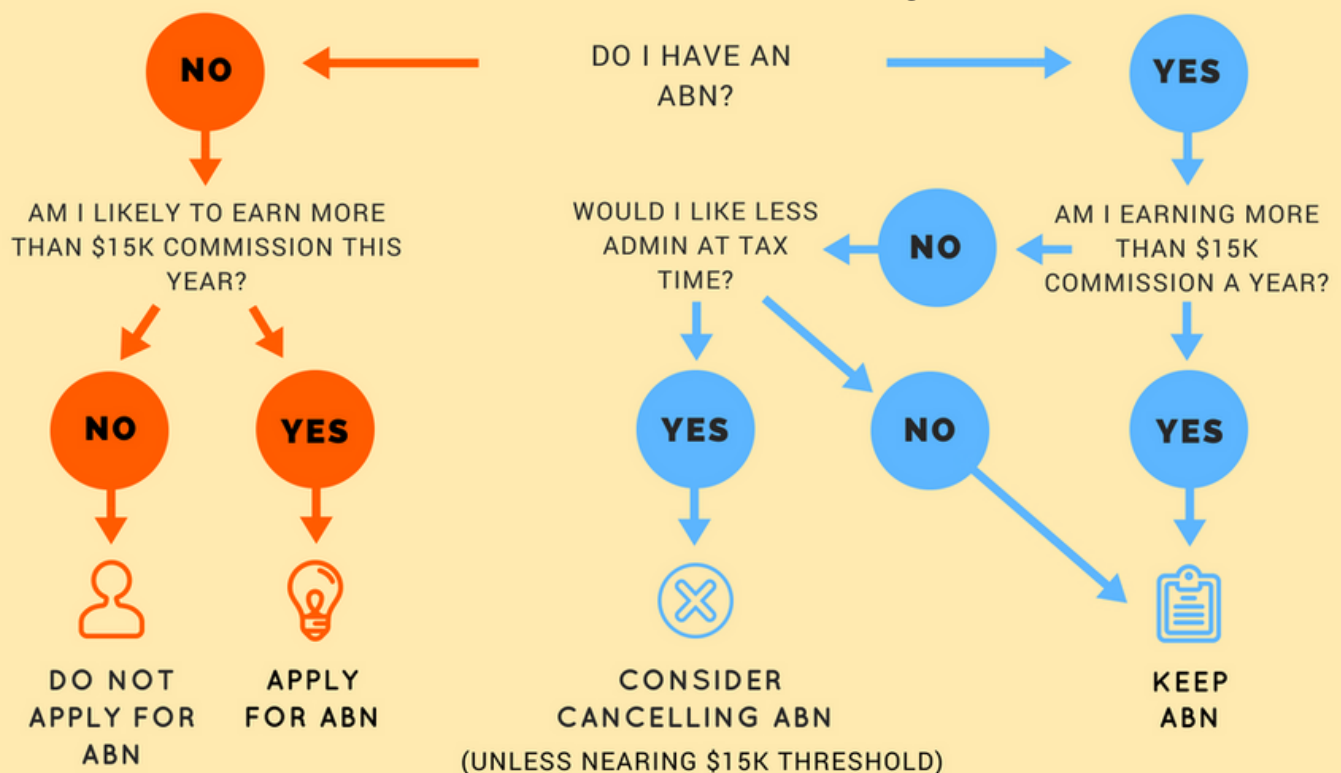 NO
DO I HAVE AN
ABN?
YES
AM I LIKELY TO EARN MORE
THAN $15K COMMISSION THIS
YEAR?
WOULD I LIKE LESS
ADMIN AT TAX
TIME?
NO
AM I EARNING MORE
THAN $15K
COMMISSION A YEAR?
NO
YES
YES
NO
YES
DO NOT
APPLY FOR
ABN
APPLY
FOR ABN
CONSIDER
CANCELLING ABN
(UNLESS NEARING $15K THRESHOLD)
KEEP
ABN